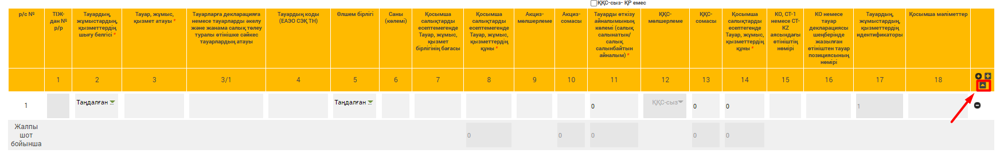 ҚҚС-сыз- ҚР емес
р/с №
ТІЖ-
дан №
р/р
Тауардың,
жұмыстардың,
қызметтердің
шығу белгісі *
Тауар, жұмыс,
қызмет атауы *
Тауарларға декларацияға
немесе тауарларды әкелу
және жанама салық төлеу
туралы өтінішке сәйкес
тауарлардың атауы
Тауардың коды
(ЕАЭО СЭҚ ТН)
Өлшем бірлігі
Саны
(көлемі)
Қосымша
салықтарды
есептемегенде
Тауар, жұмыс,
қызмет
бірлігінің бағасы
Қосымша
салықтарды
есептемегенде
Тауар, жұмыс,
қызметтердің
құны *
Акциз-
мөлшерлеме
Акциз-
сомасы
Тауарды өткізу
айналымының
көлемі (салық
салынатын/
салық
салынбайтын
айналым) *
ҚҚС-
мөлшерлеме
ҚҚС-
сомасы
Қосымша
салықтарды
есептегенде
Тауар, жұмыс,
қызметтердің
құны *
КО, СТ-1
немесе СТ-
KZ
аясындағы
өтініштің
нөмірі
КО немесе
тауар
декларациясы
шеңберінде
жазылған
өтініштен тауар
позициясының
нөмірі
Тауардың,
жұмыстардың,
қызметтердің
идентификаторы
Қосымша мәліметтер
1 2 3 3/1 4 5 6 7 8 9 10 11 12 13 14 15 16 17 18
1 Таңдалған ... Таңдалған ... 0 ҚҚС-сыз 0 0 1
Жалпы
шот
бойынша
0 0 0 0 0